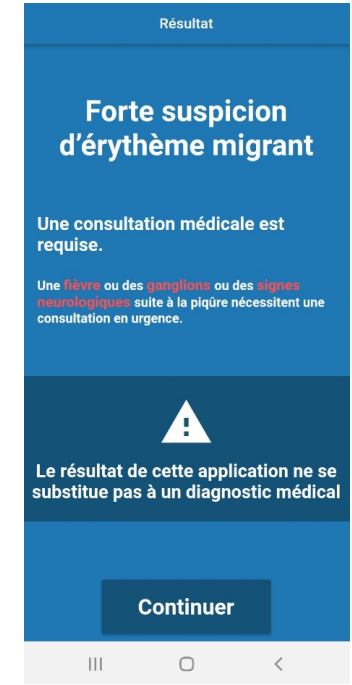 Résultat
Forte suspicion
d'érythème migrant
Une consultation médicale est
requise.
Une fièvre ou des ganglions ou des signes
neurologiques suite à la piqûre nécessitent une
consultation en urgence.
Le résultat de cette application ne se
substitue pas à un diagnostic médical
Continuer